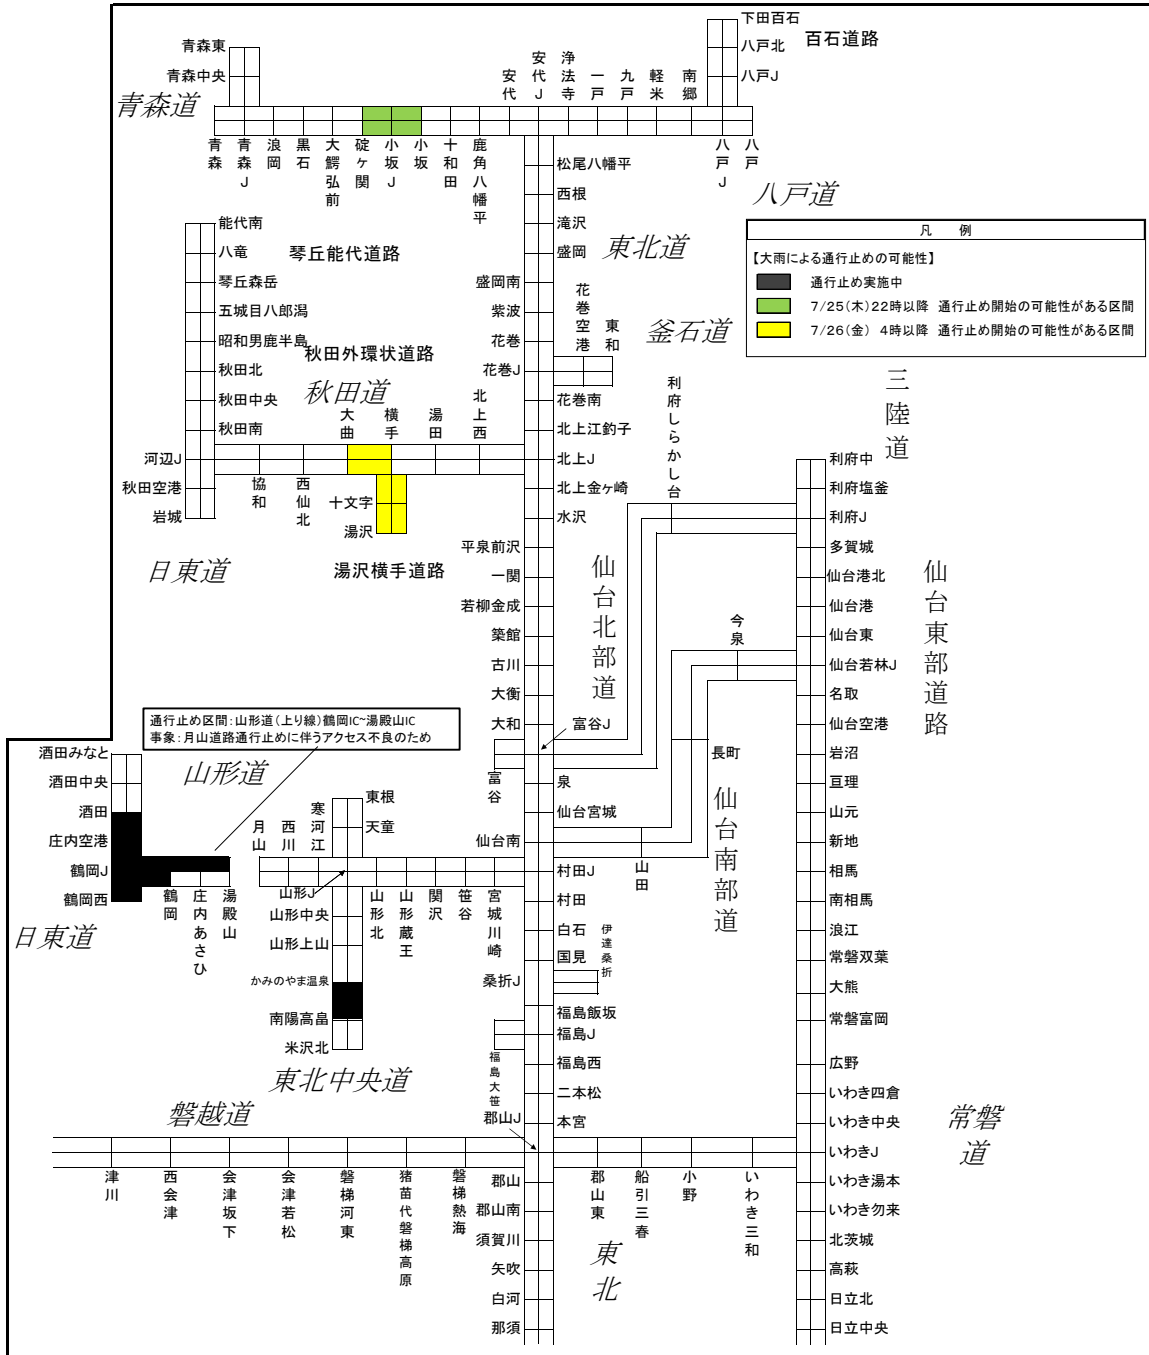 下田百石
八戸北
八戸J
百石道路
青森東
青森中央
青森道
安代
安代J
浄法寺
一戸
九戸
軽米
南郷
青森
青森J
浪岡
黒石
大鰐弘前
碇ヶ関
小坂J
小坂
十和田
鹿角八幡平
八戸J
八戸
八戸道
松尾八幡平
西根
滝沢
盛岡
東北道
盛岡南
紫波
花巻
花巻J
花巻空港
東和
釜石道
花巻南
北上江釣子
北上J
北上金ヶ崎
水沢
凡 例
【大雨による通行止めの可能性】
通行止め実施中
7/25(木)22時以降 通行止め開始の可能性がある区間
7/26(金) 4時以降 通行止め開始の可能性がある区間
能代南
八竜
琴丘森岳
五城目八郎潟
昭和男鹿半島
秋田北
秋田中央
秋田南
河辺J
秋田空港
岩城
琴丘能代道路
秋田外環状道路
秋田道
大曲
横手
湯田
北上西
協和
西仙北
十文字
湯沢
日東道
湯沢横手道路
平泉前沢
一関
若柳金成
築館
古川
大衡
大和
仙台北部道
富谷J
富谷
泉
仙台宮城
仙台南
利府しらかし台
三陸道
利府中
利府塩釜
利府J
多賀城
仙台港北
仙台港
仙台東
仙台若林J
名取
仙台空港
岩沼
亘理
山元
新地
相馬
南相馬
浪江
常磐双葉
大熊
常磐富岡
広野
いわき四倉
いわき中央
いわきJ
いわき湯本
いわき勿来
北茨城
高萩
日立北
日立中央
仙台東部道路
今泉
長町
山田
仙台南部道
通行止め区間:山形道(上り線)鶴岡IC~湯殿山IC
事象:月山道路通行止めに伴うアクセス不良のため
酒田みなと
酒田中央
酒田
庄内空港
鶴岡J
鶴岡西
日東道
山形道
鶴岡
庄内あさひ
湯殿山
月山
西川
寒河江
東根
天童
山形J
山形中央
山形上山
かみのやま温泉
南陽高畠
米沢北
東北中央道
山形北
山形蔵王
関沢
笹谷
宮城川崎
村田J
村田
白石
国見
伊達桑折
桑折J
福島飯坂
福島J
福島西
福島大笹
二本松
本宮
郡山J
磐越道
津川
西会津
会津坂下
会津若松
磐梯河東
猪苗代磐梯高原
磐梯熱海
郡山
郡山南
須賀川
矢吹
白河
那須
郡山東
船引三春
小野
いわき三和
東北
常磐道